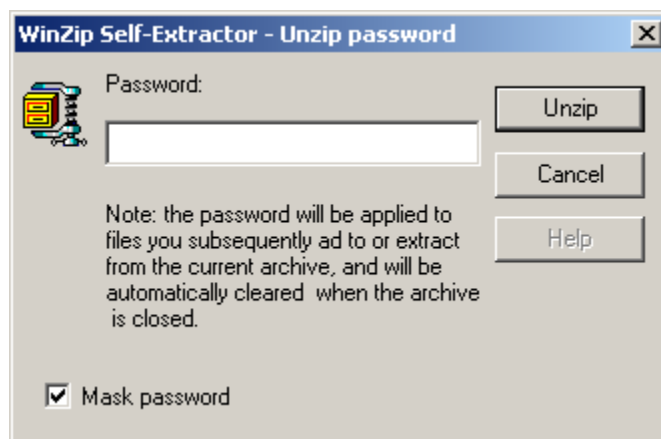 WinZip Self-Extractor - Unzip password
Password:
Unzip
Cancel
Help
Note: the password will be applied to
files you subsequently ad to or extract
from the current archive, and will be
automatically cleared  when the archive
is closed.
Mask password